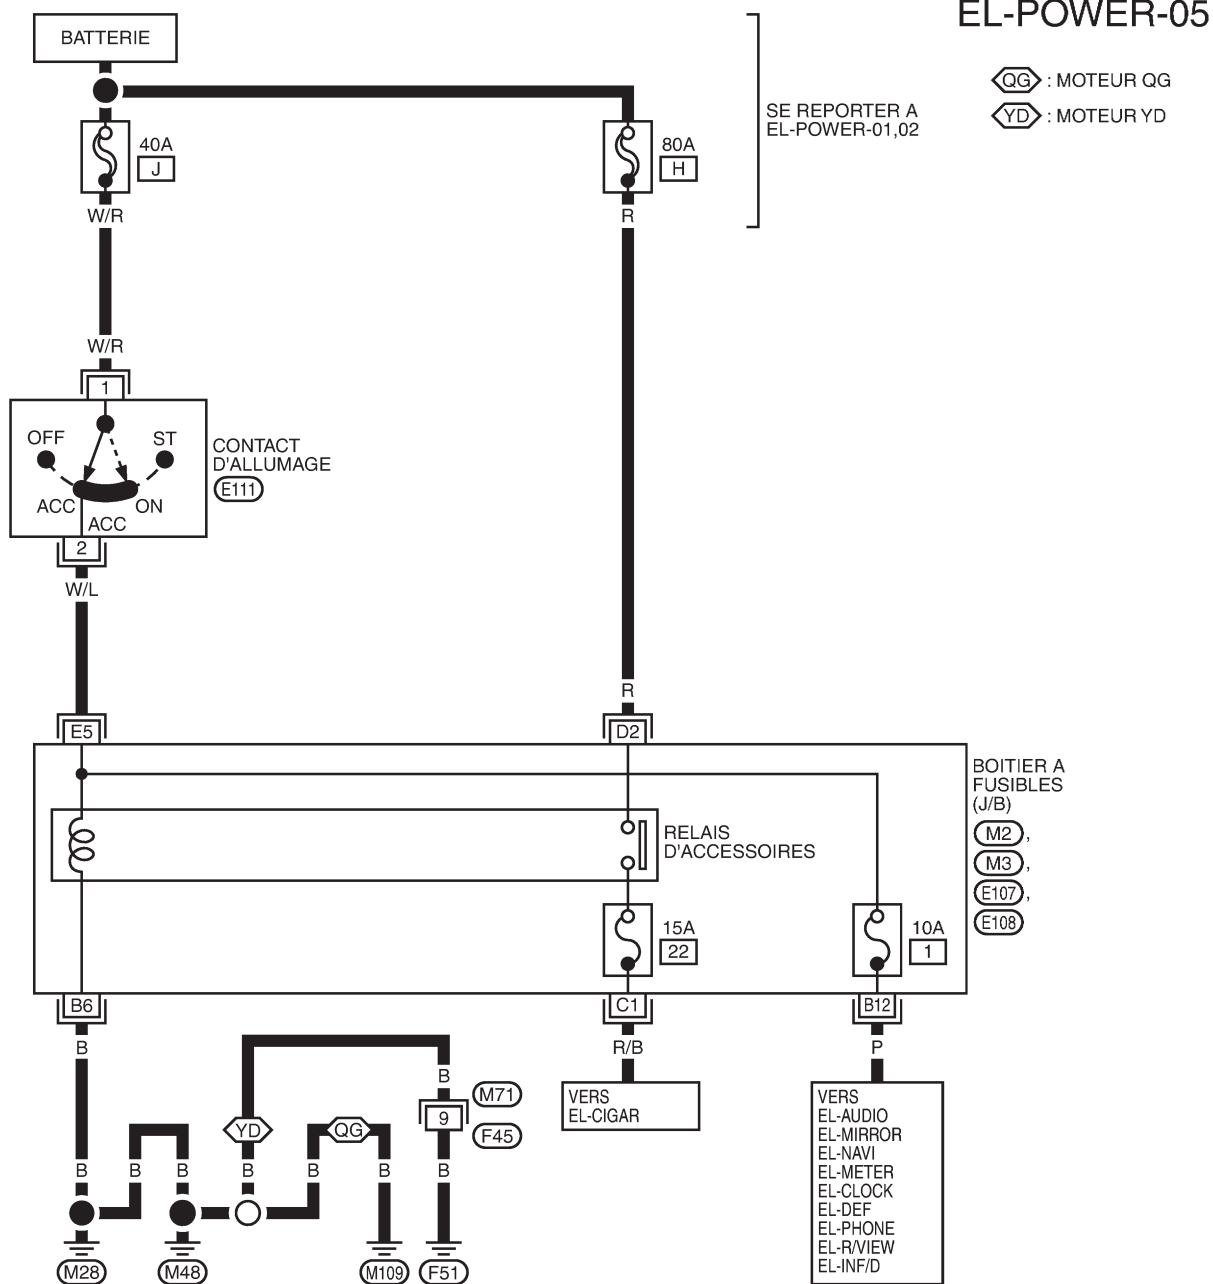 EL-POWER-05
BATTERIE
QG : MOTEUR QG
YD : MOTEUR YD
SE REPORTER A
EL-POWER-01,02
40A
J
80A
H
W/R
R
W/R
1
OFF
ST
ACC
ON
ACC
CONTACT
D'ALLUMAGE
E111
2
W/L
R
E5
D2
BOITIER A
FUSIBLES
(J/B)
M2,
M3,
E107,
E108
RELAIS
D'ACCESSOIRES
15A
22
10A
1
B6
C1
B12
B
R/B
P
B
M71
9
F45
YD
QG
VERS
EL-CIGAR
VERS
EL-AUDIO
EL-MIRROR
EL-NAVI
EL-METER
EL-CLOCK
EL-DEF
EL-PHONE
EL-R/VIEW
EL-INF/D
B
B
B
B
B
B
B
M28
M48
M109
F51